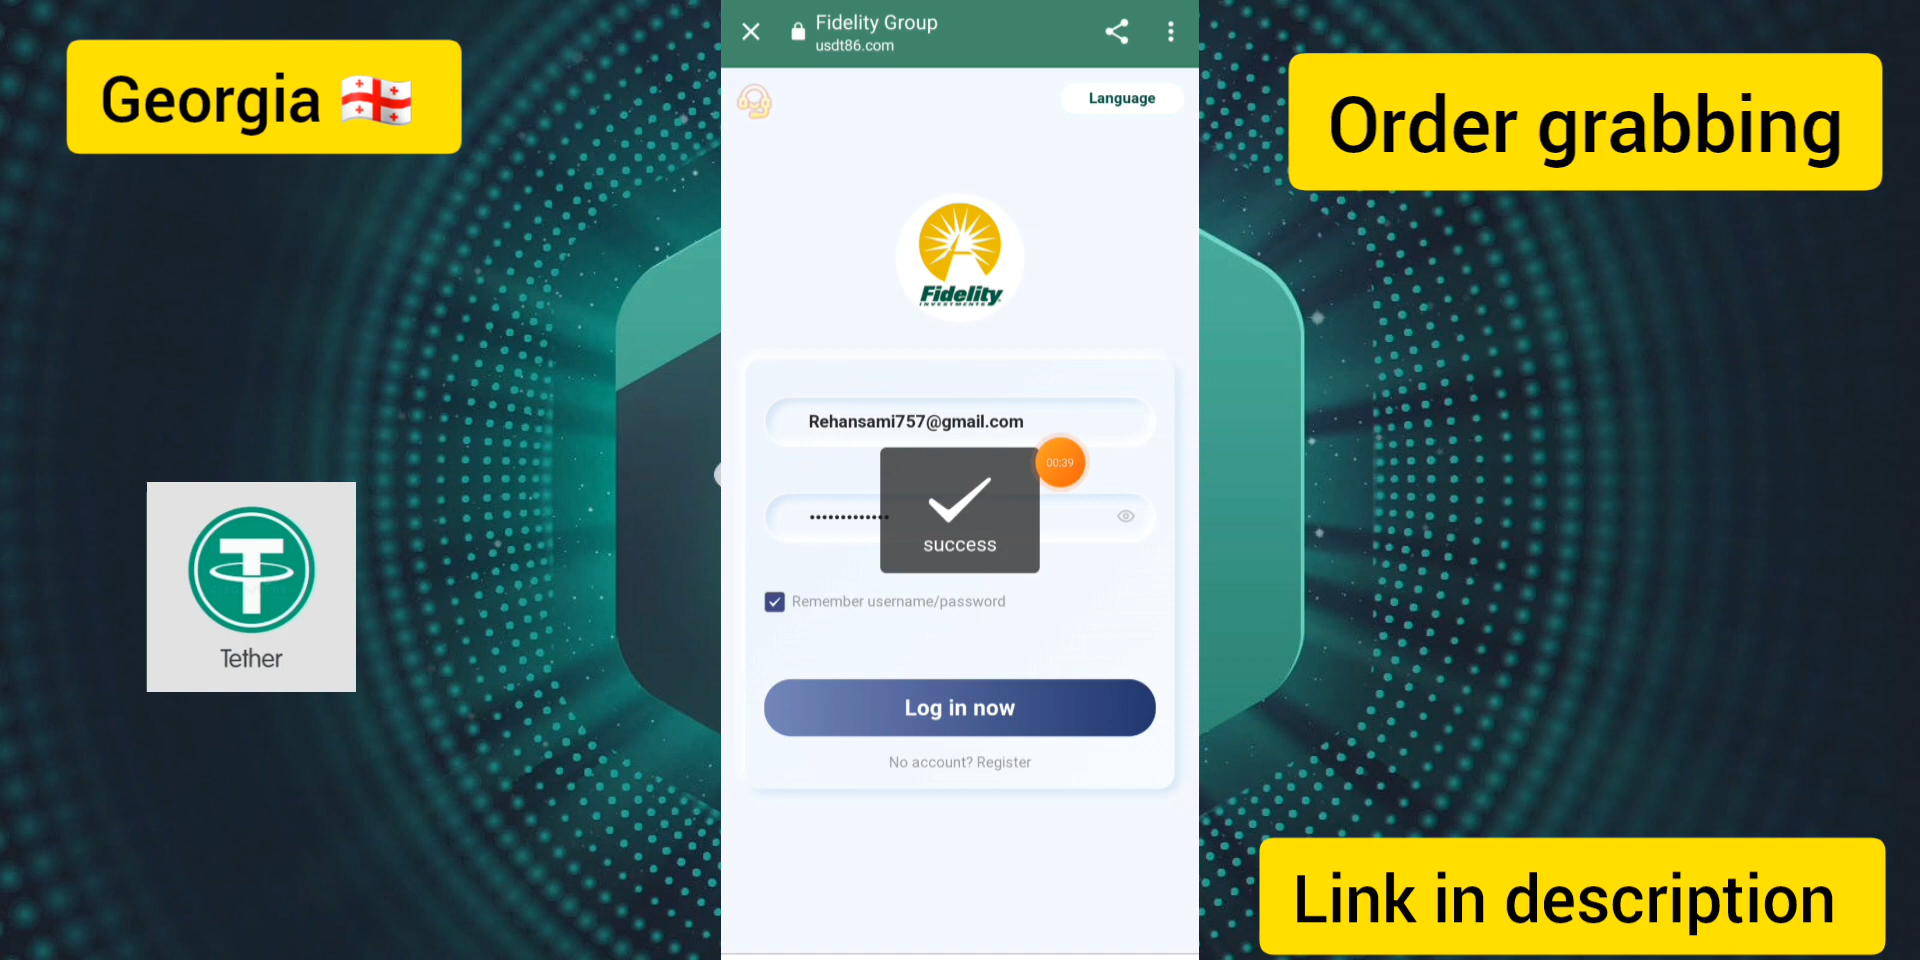 Georgia 🇬🇪
Tether
Fidelity Group
usdt86.com
Language
Fidelity
INVESTMENTS
Rehansami757@gmail.com
00:39
•••••••••••••
success
Remember username/password
Log in now
No account? Register
Order grabbing
Link in description